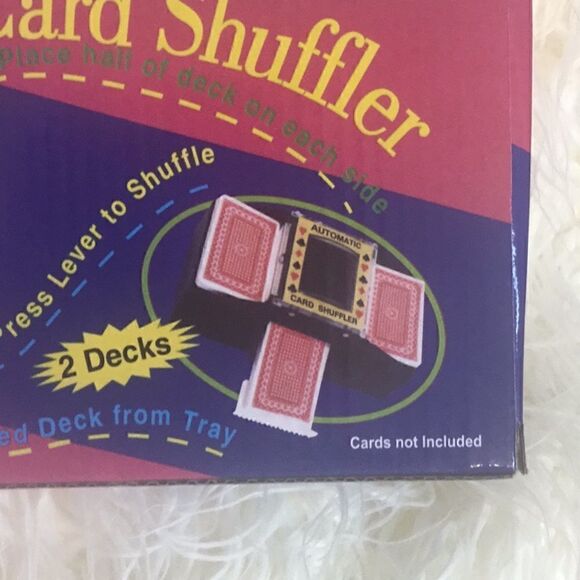 Card Shuffler
Place half of deck on each side
Press Lever to Shuffle
AUTOMATIC
CARD SHUFFLER
2 Decks
ed Deck from Tray
Cards not Included